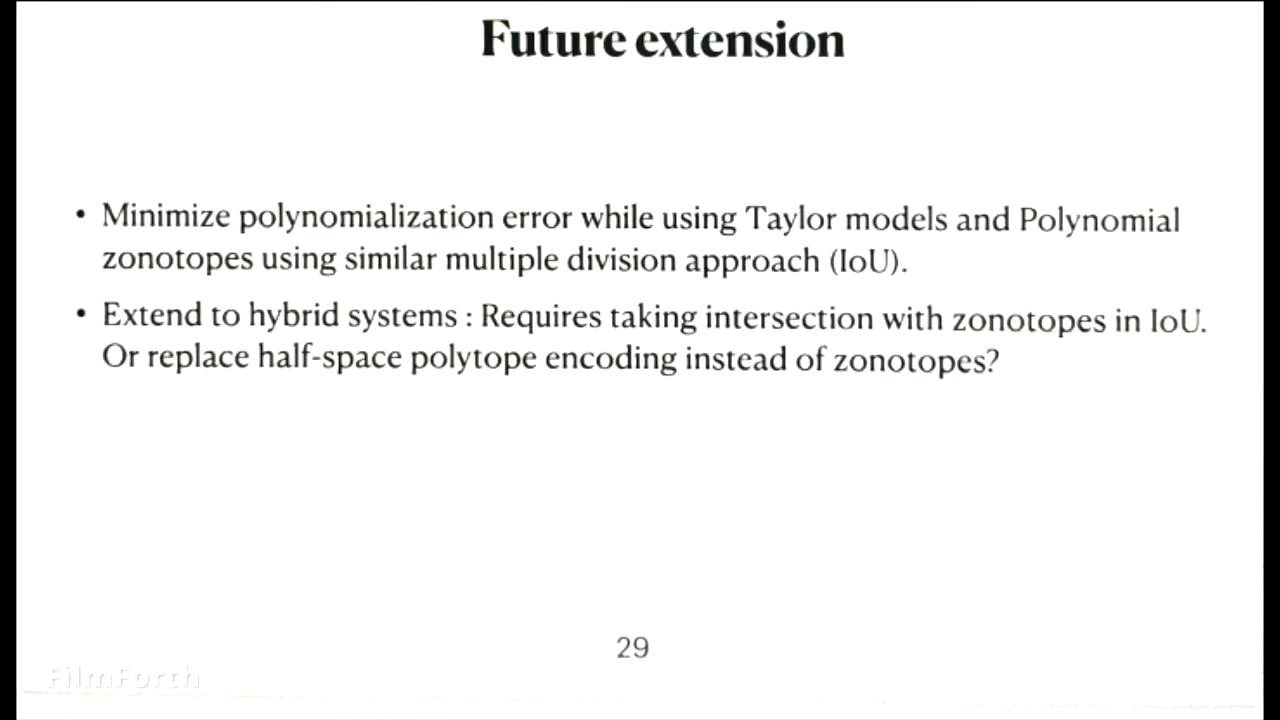 Future extension
• Minimize polynomialization error while using Taylor models and Polynomial
zonotopes using similar multiple division approach (IoU).
• Extend to hybrid systems : Requires taking intersection with zonotopes in IoU.
Or replace half-space polytope encoding instead of zonotopes?
29
FilmForth